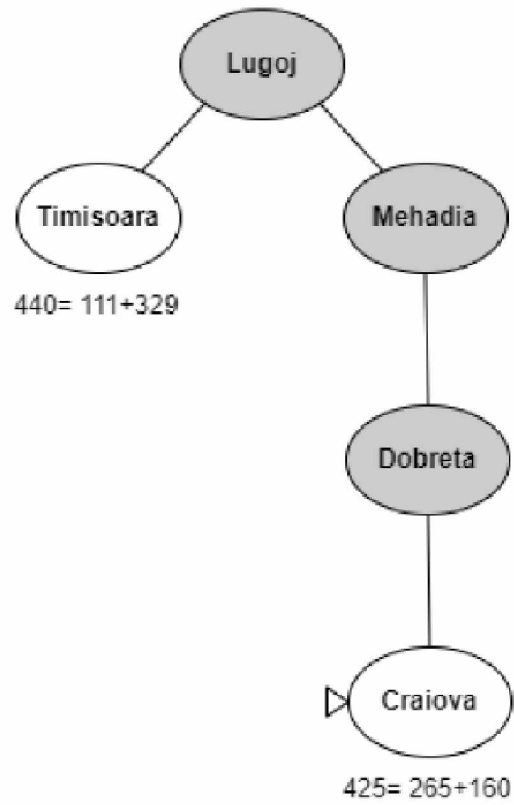 Lugoj
Timisoara
Mehadia
440= 111+329
Dobreta
Craiova
425= 265+160